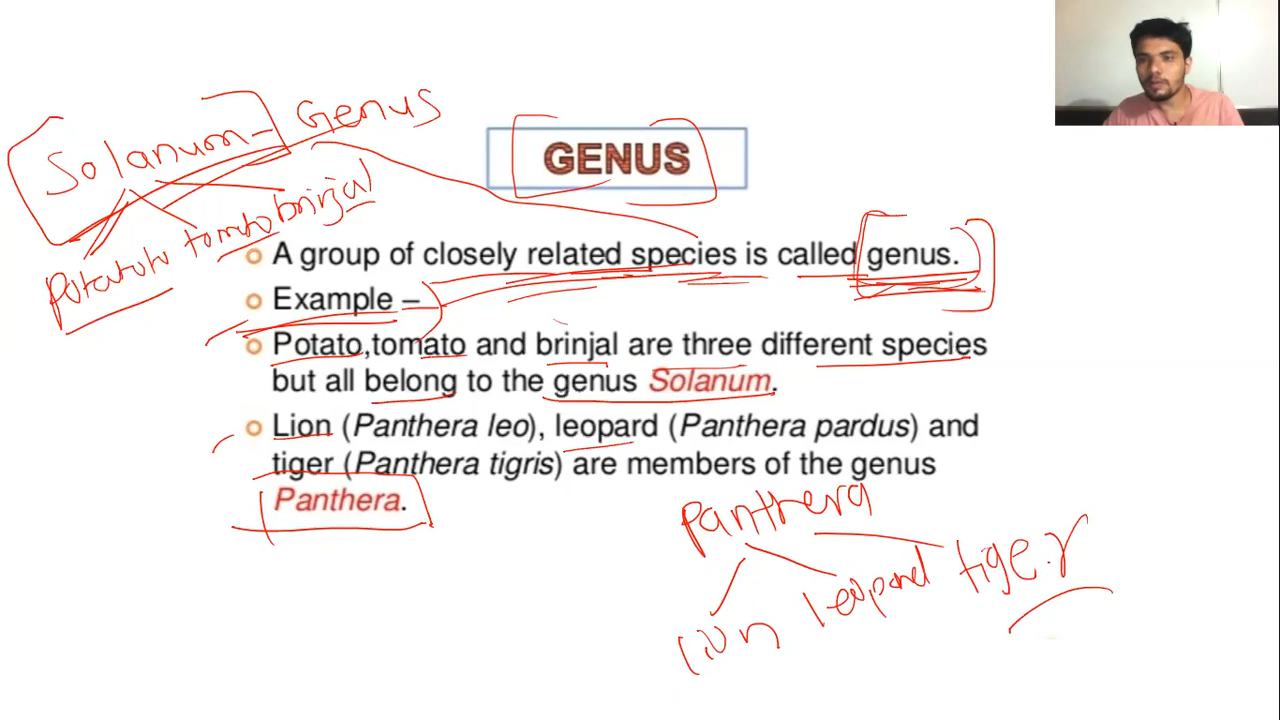 Solanum - Genus
Potatato tomato brinjal
GENUS
A group of closely related species is called genus.
Example –
Potato,tomato and brinjal are three different species
but all belong to the genus Solanum.
Lion (Panthera leo), leopard (Panthera pardus) and
tiger (Panthera tigris) are members of the genus
Panthera.
Panthera
lion leopard tiger